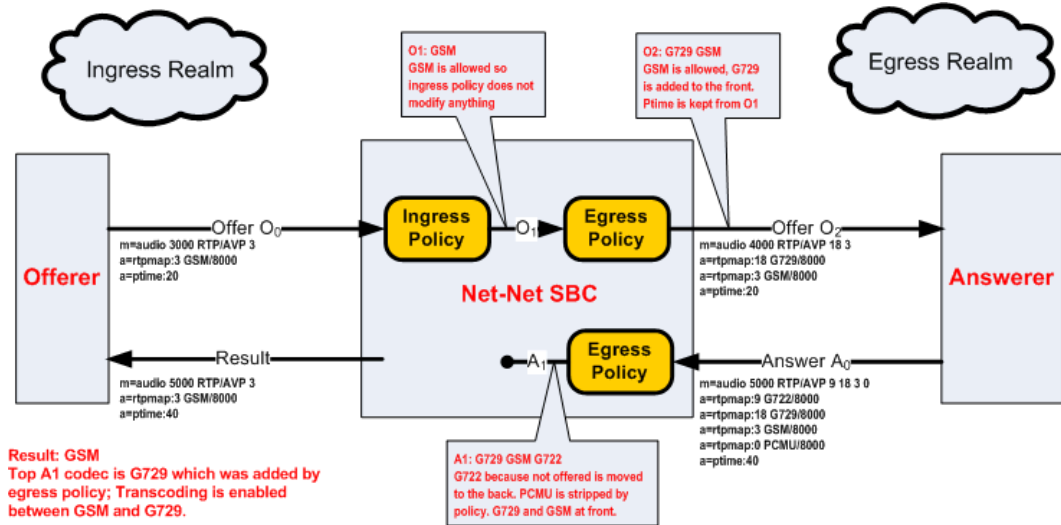 Ingress Realm
Egress Realm
O1: GSM
GSM is allowed so
ingress policy does not
modify anything
O2: G729 GSM
GSM is allowed, G729
is added to the front.
Ptime is kept from O1
Offerer
Offer O0
m=audio 3000 RTP/AVP 3
a=rtpmap:3 GSM/8000
a=ptime:20
Ingress
Policy
O1
Egress
Policy
Net-Net SBC
Offer O2
m=audio 4000 RTP/AVP 18 3
a=rtpmap:18 G729/8000
a=rtpmap:3 GSM/8000
a=ptime:20
Answerer
Result
m=audio 5000 RTP/AVP 3
a=rtpmap:3 GSM/8000
a=ptime:40
A1
Egress
Policy
Answer A0
m=audio 5000 RTP/AVP 9 18 3 0
a=rtpmap:9 G722/8000
a=rtpmap:18 G729/8000
a=rtpmap:3 GSM/8000
a=rtpmap:0 PCMU/8000
a=ptime:40
Result: GSM
Top A1 codec is G729 which was added by
egress policy; Transcoding is enabled
between GSM and G729.
A1: G729 GSM G722
G722 because not offered is moved
to the back. PCMU is stripped by
policy. G729 and GSM at front.